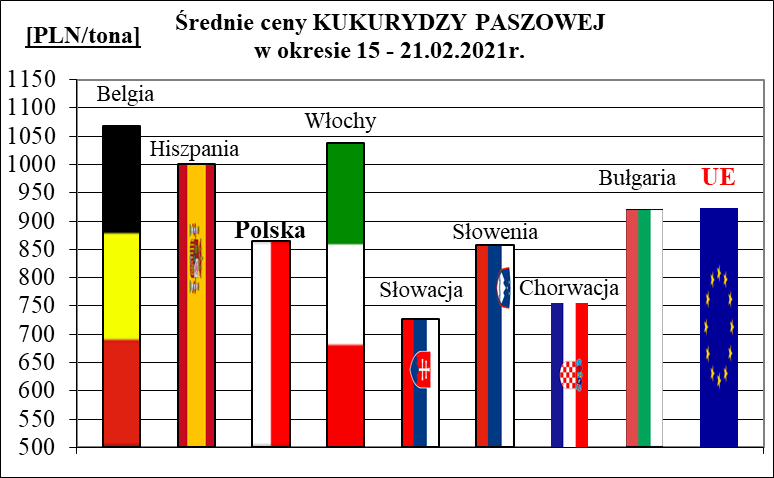 Średnie ceny KUKURYDZY PASZOWEJ
w okresie 15 - 21.02.2021r.
[PLN/tona]
1150
1100
1050
1000
950
900
850
800
750
700
650
600
550
500
Belgia
Hiszpania
Polska
Włochy
Słowacja
Słowenia
Chorwacja
Bułgaria
UE